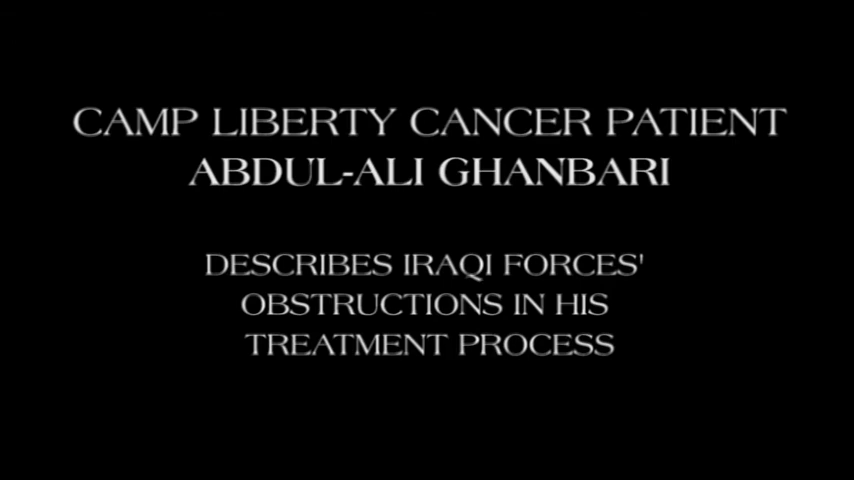 CAMP LIBERTY CANCER PATIENT
ABDUL-ALI GHANBARI
DESCRIBES IRAQI FORCES'
OBSTRUCTIONS IN HIS
TREATMENT PROCESS